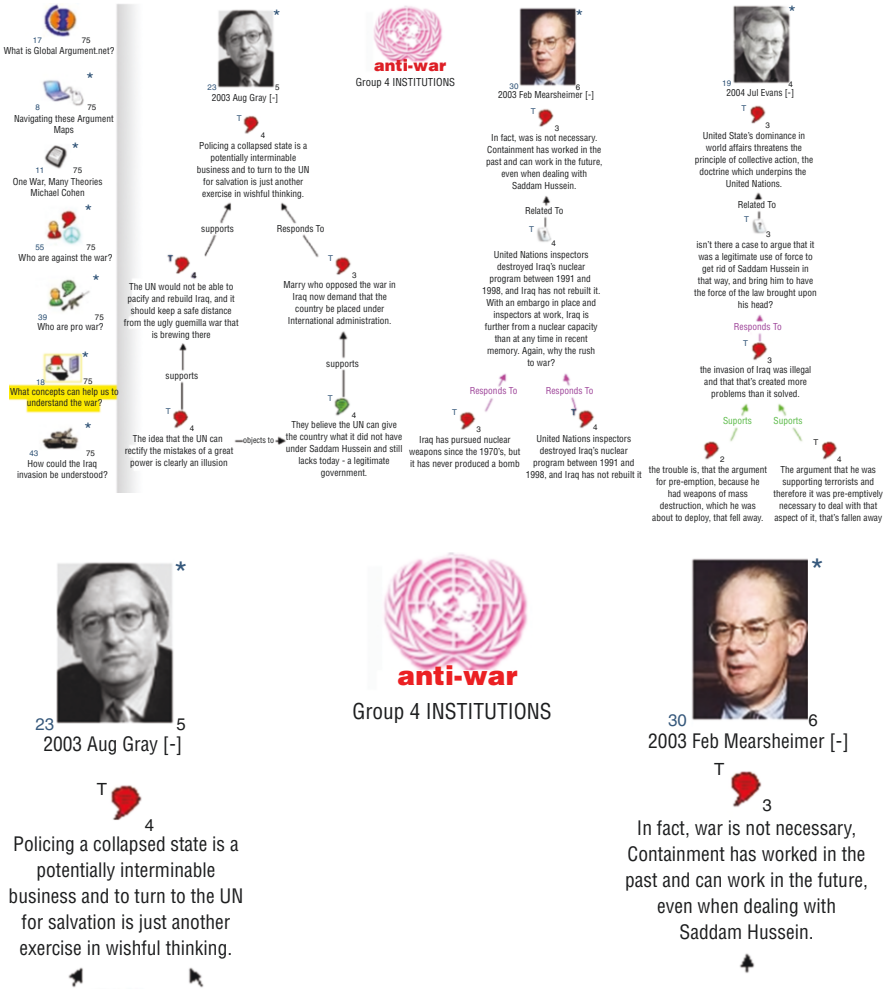 17 75
What is Global Argument.net?
*
8 75
Navigating these Argument
Maps
*
11 75
One War, Many Theories
Michael Cohen
*
55 75
Who are against the war?
*
39 75
Who are pro war?
*
18 75
What concepts can help us to
understand the war?
*
43 75
How could the Iraq
invasion be understood?
*
23 5
2003 Aug Gray [-]
T
4
Policing a collapsed state is a
potentially interminable
business and to turn to the UN
for salvation is just another
exercise in wishful thinking.
supports
Responds To
T
4
The UN would not be able to
pacify and rebuild Iraq, and it
should keep a safe distance
from the ugly guemilla war that
is brewing there
T
3
Marry who opposed the war in
Iraq now demand that the
country be placed under
International administration.
supports
supports
T
4
The idea that the UN can
rectify the mistakes of a great
power is clearly an illusion
objects to
T
4
They believe the UN can give
the country what it did not have
under Saddam Hussein and still
lacks today - a legitimate
government.
anti-war
Group 4 INSTITUTIONS
*
30 6
2003 Feb Mearsheimer [-]
T
3
In fact, was is not necessary.
Containment has worked in the
past and can work in the future,
even when dealing with
Saddam Hussein.
Related To
T ?
4
United Nations inspectors
destroyed Iraq's nuclear
program between 1991 and
1998, and Iraq has not rebuilt it.
With an embargo in place and
inspectors at work, Iraq is
further from a nuclear capacity
than at any time in recent
memory. Again, why the rush
to war?
Responds To
Responds To
T
3
Iraq has pursued nuclear
weapons since the 1970's, but
it has never produced a bomb
T
4
United Nations inspectors
destroyed Iraq's nuclear
program between 1991 and
1998, and Iraq has not rebuilt it
*
19 4
2004 Jul Evans [-]
T
3
United State's dominance in
world affairs threatens the
principle of collective action, the
doctrine which underpins the
United Nations.
Related To
T ?
3
isn't there a case to argue that it
was a legitimate use of force to
get rid of Saddam Hussein in
that way, and bring him to have
the force of the law brought upon
his head?
Responds To
T
3
the invasion of Iraq was illegal
and that that's created more
problems than it solved.
Suports
Suports
2
the trouble is, that the argument
for pre-emption, because he
had weapons of mass
destruction, which he was
about to deploy, that fell away.
T
4
The argument that he was
supporting terrorists and
therefore it was pre-emptively
necessary to deal with that
aspect of it, that's fallen away
*
23 5
2003 Aug Gray [-]
T
4
Policing a collapsed state is a
potentially interminable
business and to turn to the UN
for salvation is just another
exercise in wishful thinking.
anti-war
Group 4 INSTITUTIONS
*
30 6
2003 Feb Mearsheimer [-]
T
3
In fact, war is not necessary,
Containment has worked in the
past and can work in the future,
even when dealing with
Saddam Hussein.